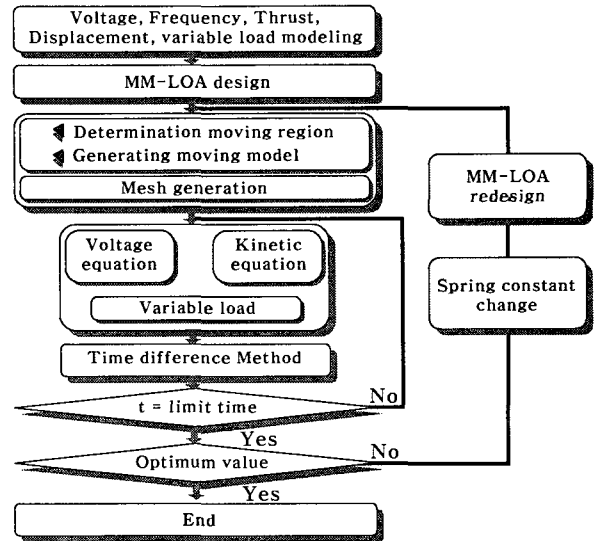 Voltage, Frequency, Thrust,
Displacement, variable load modeling
MM-LOA design
Determination moving region
Generating moving model
Mesh generation
MM-LOA
redesign
Voltage
equation
Kinetic
equation
Variable load
Spring constant
change
Time difference Method
t = limit time
No
Yes
Optimum value
No
Yes
End